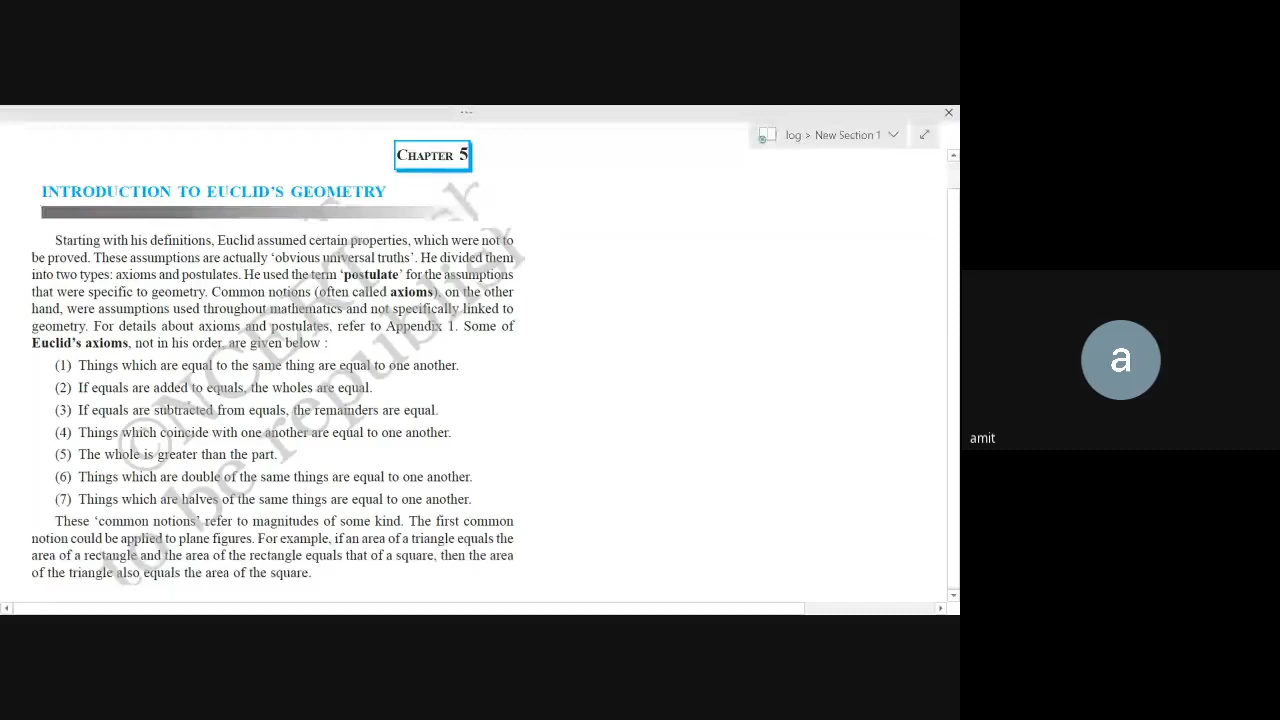 log > New Section 1
CHAPTER 5
INTRODUCTION TO EUCLID'S GEOMETRY
Starting with his definitions, Euclid assumed certain properties, which were not to
be proved. These assumptions are actually ‘obvious universal truths’. He divided them
into two types: axioms and postulates. He used the term ‘postulate’ for the assumptions
that were specific to geometry. Common notions (often called axioms), on the other
hand, were assumptions used throughout mathematics and not specifically linked to
geometry. For details about axioms and postulates, refer to Appendix 1. Some of
Euclid’s axioms, not in his order, are given below :
(1) Things which are equal to the same thing are equal to one another.
(2) If equals are added to equals, the wholes are equal.
(3) If equals are subtracted from equals, the remainders are equal.
(4) Things which coincide with one another are equal to one another.
(5) The whole is greater than the part.
(6) Things which are double of the same things are equal to one another.
(7) Things which are halves of the same things are equal to one another.
These ‘common notions’ refer to magnitudes of some kind. The first common
notion could be applied to plane figures. For example, if an area of a triangle equals the
area of a rectangle and the area of the rectangle equals that of a square, then the area
of the triangle also equals the area of the square.
©NCERT
to be republish
a
amit